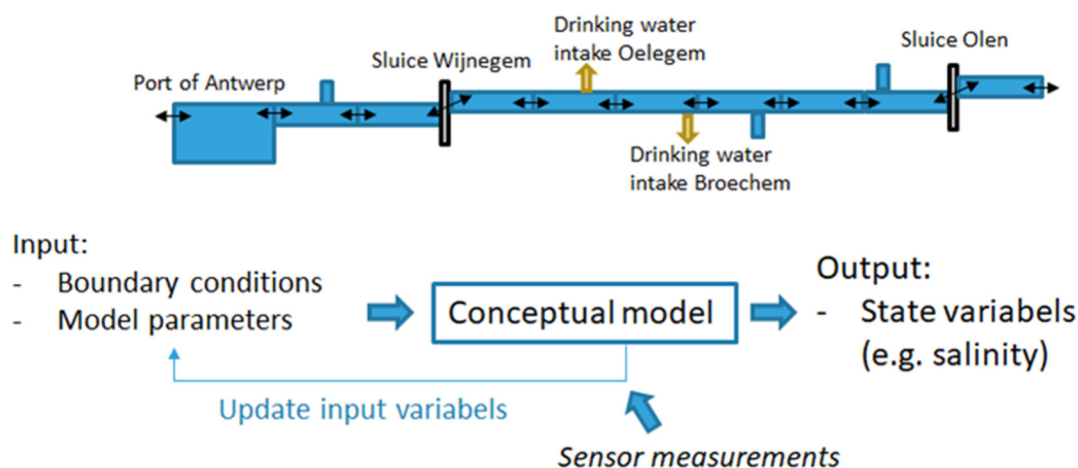 Drinking water
intake Oelegem
Sluice Olen
Sluice Wijnegem
Port of Antwerp
Drinking water
intake Broechem
Input:
- Boundary conditions
- Model parameters
Conceptual model
Output:
- State variabels
(e.g. salinity)
Update input variabels
Sensor measurements